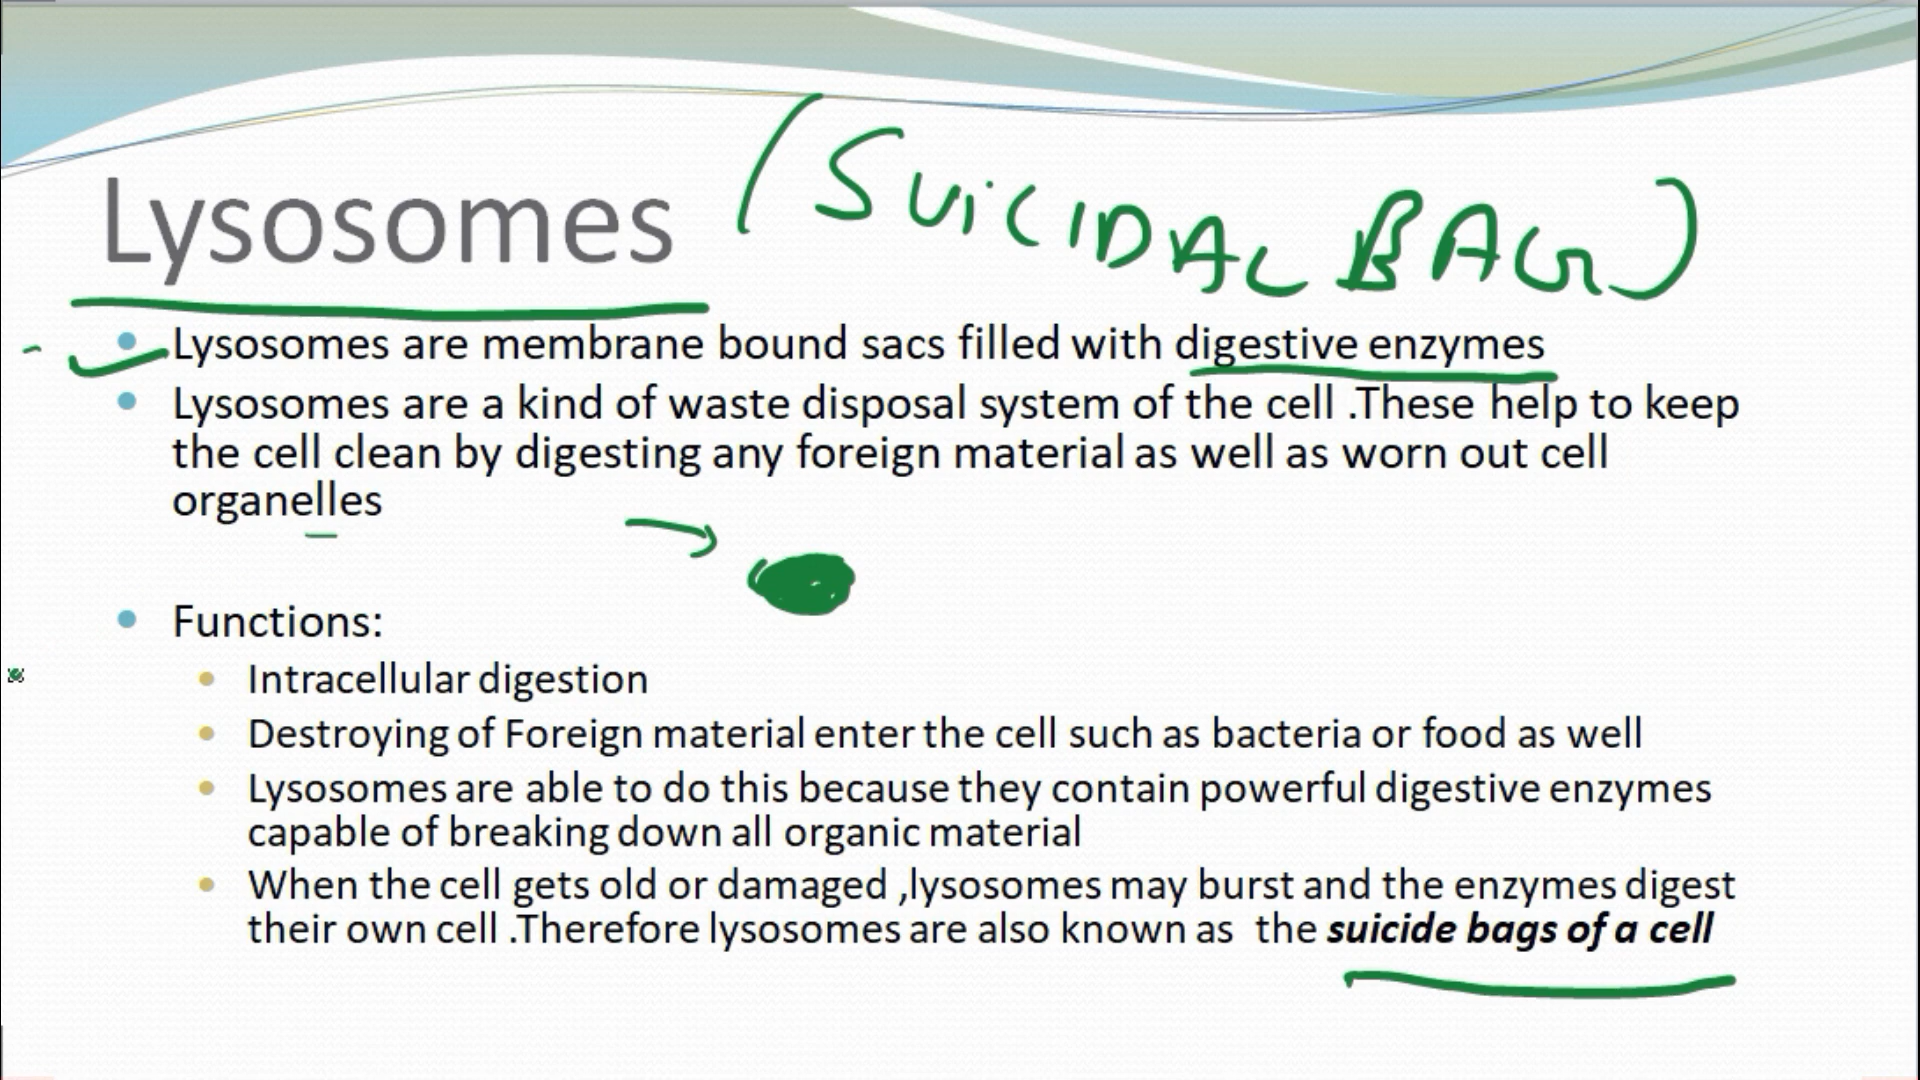 Lysosomes (SUiCIDAL BAG)
Lysosomes are membrane bound sacs filled with digestive enzymes
Lysosomes are a kind of waste disposal system of the cell .These help to keep
the cell clean by digesting any foreign material as well as worn out cell
organelles
Functions:
Intracellular digestion
Destroying of Foreign material enter the cell such as bacteria or food as well
Lysosomes are able to do this because they contain powerful digestive enzymes
capable of breaking down all organic material
When the cell gets old or damaged ,lysosomes may burst and the enzymes digest
their own cell .Therefore lysosomes are also known as the suicide bags of a cell